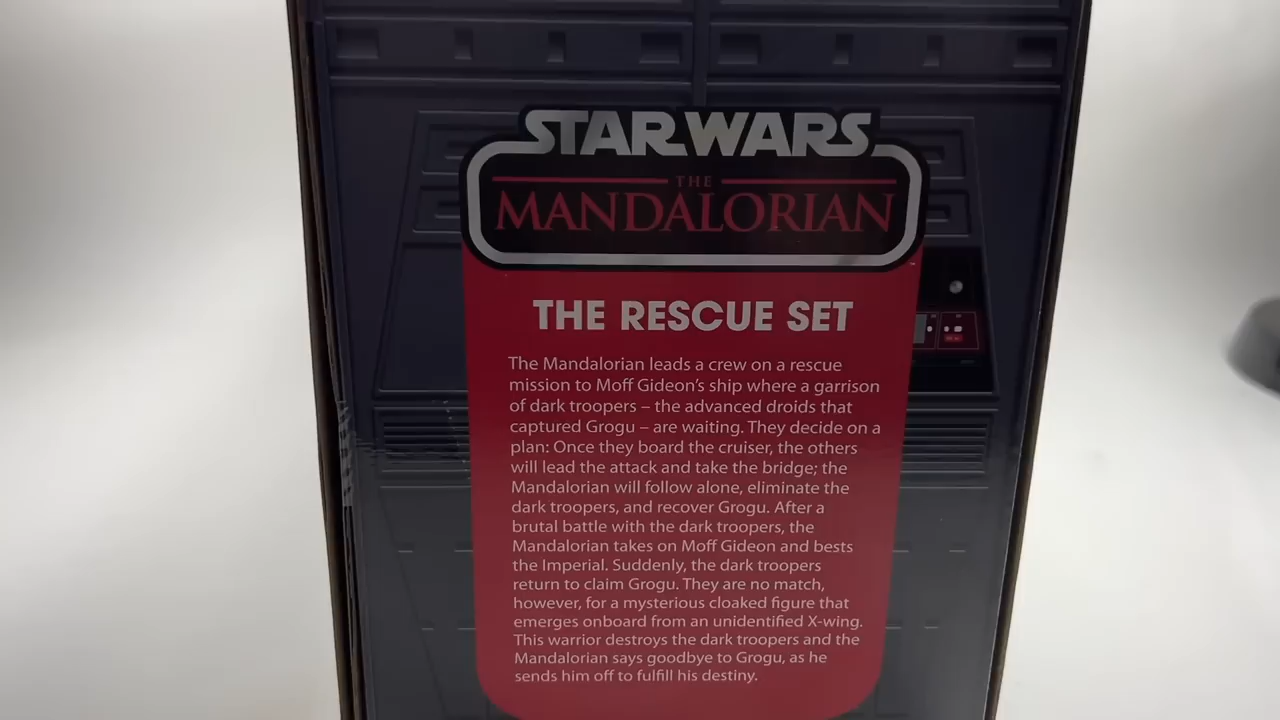 STAR WARS
THE
MANDALORIAN
THE RESCUE SET
The Mandalorian leads a crew on a rescue
mission to Moff Gideon's ship where a garrison
of dark troopers – the advanced droids that
captured Grogu – are waiting. They decide on a
plan: Once they board the cruiser, the others
will lead the attack and take the bridge; the
Mandalorian will follow alone, eliminate the
dark troopers, and recover Grogu. After a
brutal battle with the dark troopers, the
Mandalorian takes on Moff Gideon and bests
the Imperial. Suddenly, the dark troopers
return to claim Grogu. They are no match,
however, for a mysterious cloaked figure that
emerges onboard from an unidentified X-wing.
This warrior destroys the dark troopers and the
Mandalorian says goodbye to Grogu, as he
sends him off to fulfill his destiny.